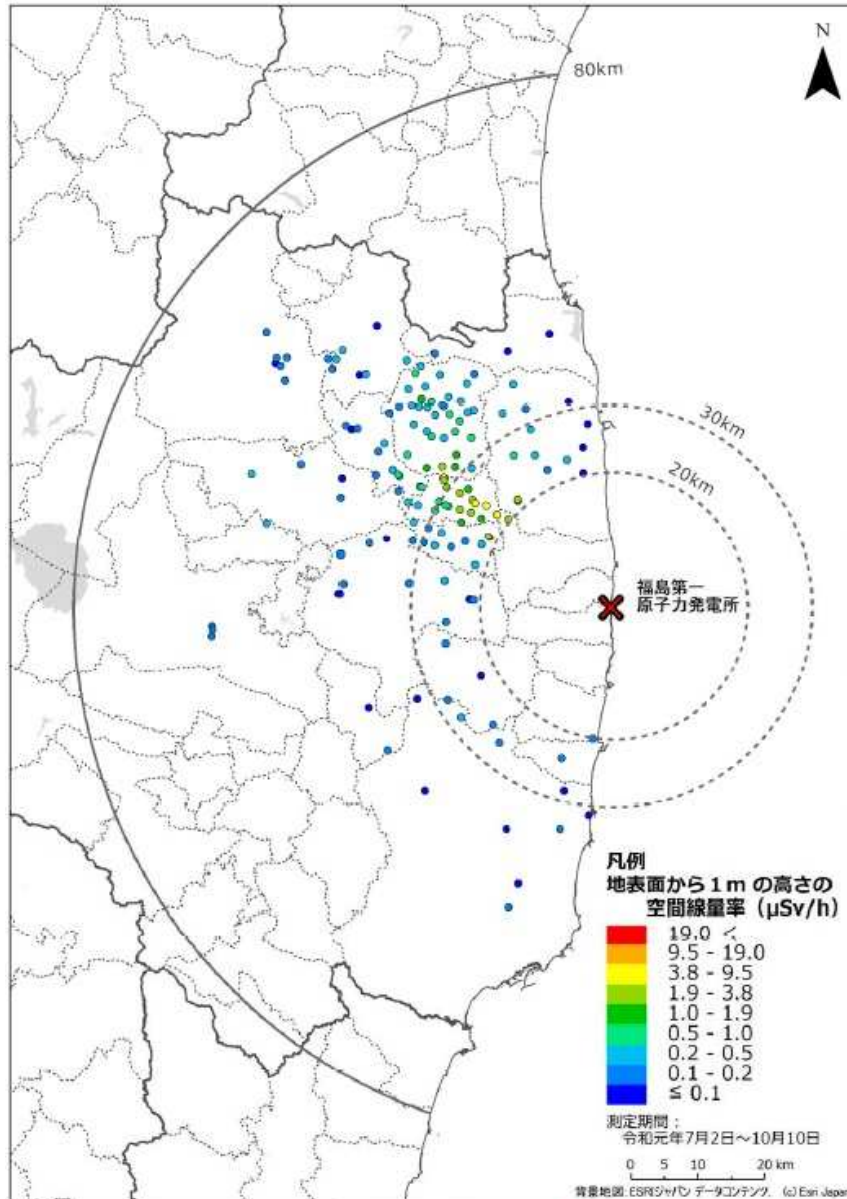 N
80km
30km
20km
福島第一
原子力発電所
凡例
地表面から1mの高さの
空間線量率(μSv/h)
19.0 <
9.5 - 19.0
3.8 - 9.5
1.9 - 3.8
1.0 - 1.9
0.5 - 1.0
0.2 - 0.5
0.1 - 0.2
≦ 0.1
測定期間:
令和元年7月2日~10月10日
0 5 10 20 km
背景地図: ESRIジャパン データコンテンツ, (c) Esri Japan